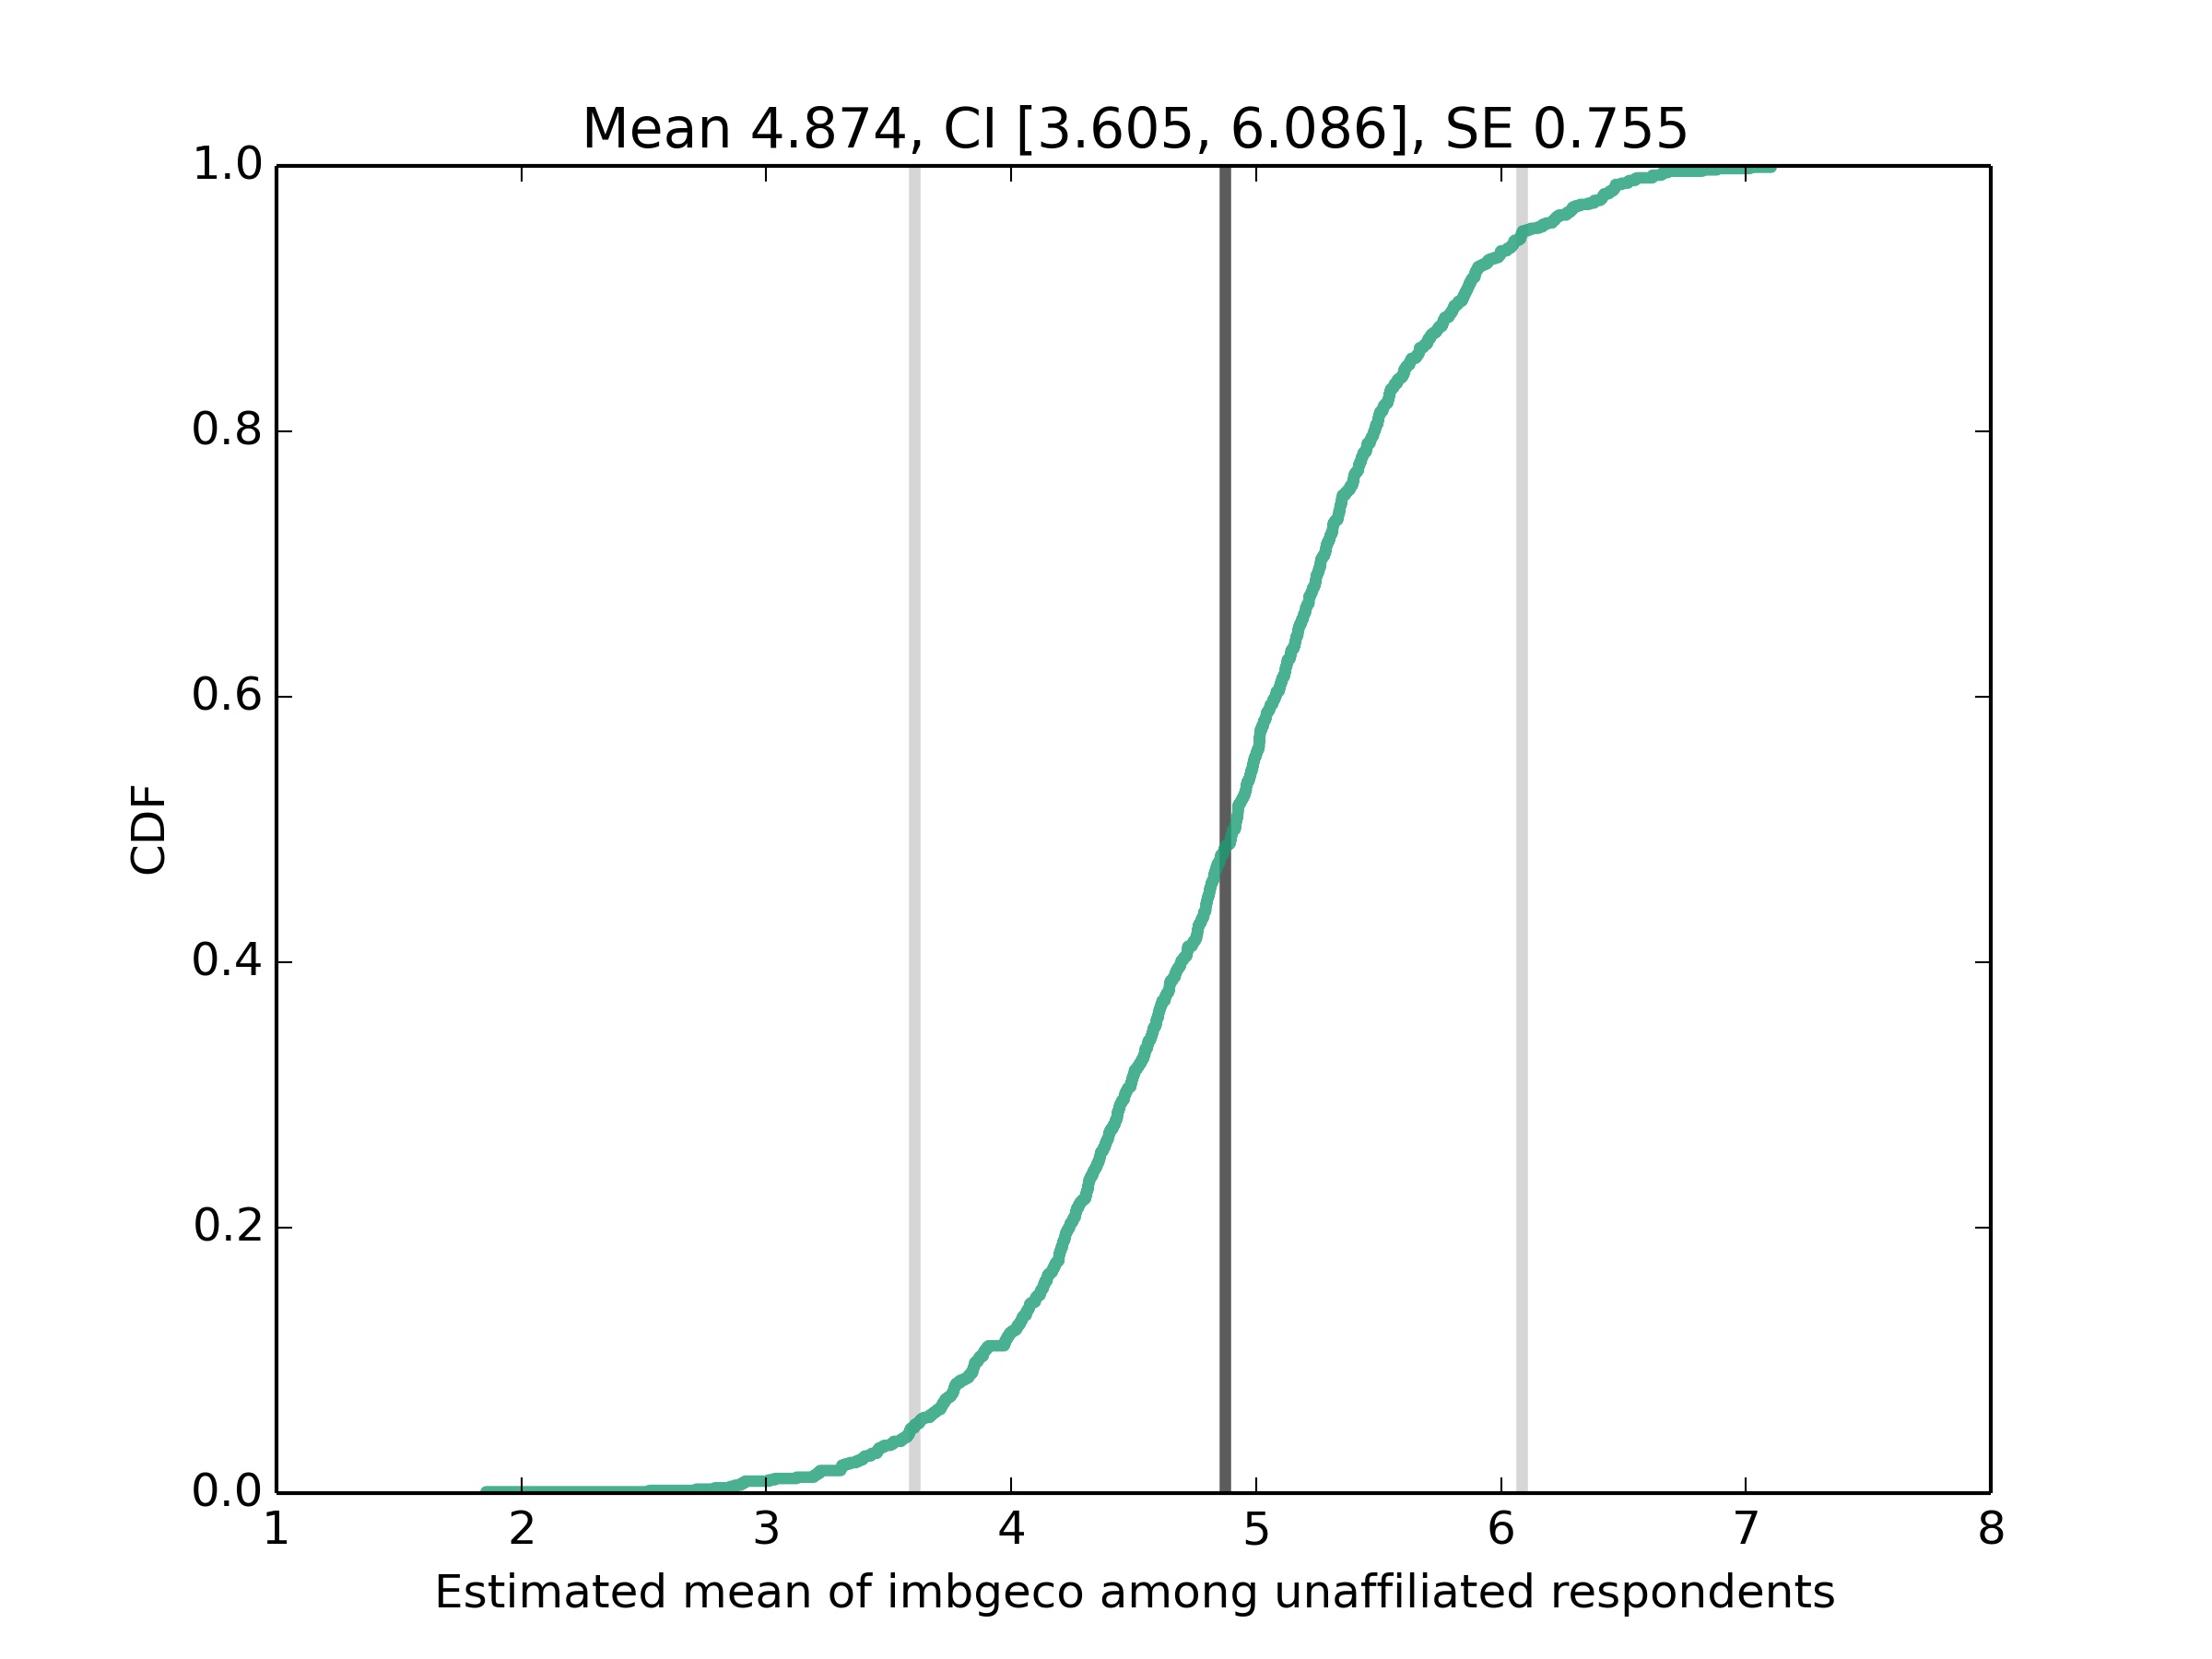 Mean 4.874, CI [3.605, 6.086], SE 0.755
1.0
0.8
0.6
0.4
0.2
0.0
CDF
1 2 3 4 5 6 7 8
Estimated mean of imbgeco among unaffiliated respondents